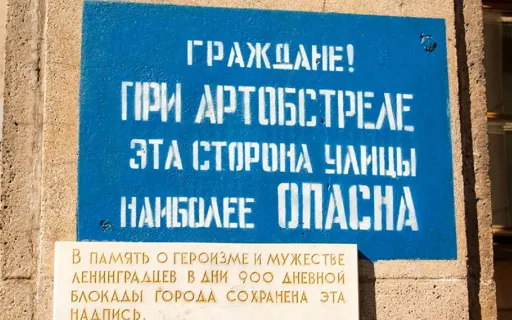 ГРАЖДАНЕ!
ПРИ АРТОБСТРЕЛЕ
ЭТА СТОРОНА УЛИЦЫ
НАИБОЛЕЕ ОПАСНА
В ПАМЯТЬ О ГЕРОИЗМЕ И МУЖЕСТВЕ
ЛЕНИНГРАДЦЕВ В ДНИ 900 ДНЕВНОЙ
БЛОКАДЫ ГОРОДА СОХРАНЕНА ЭТА
НАДПИСЬ.